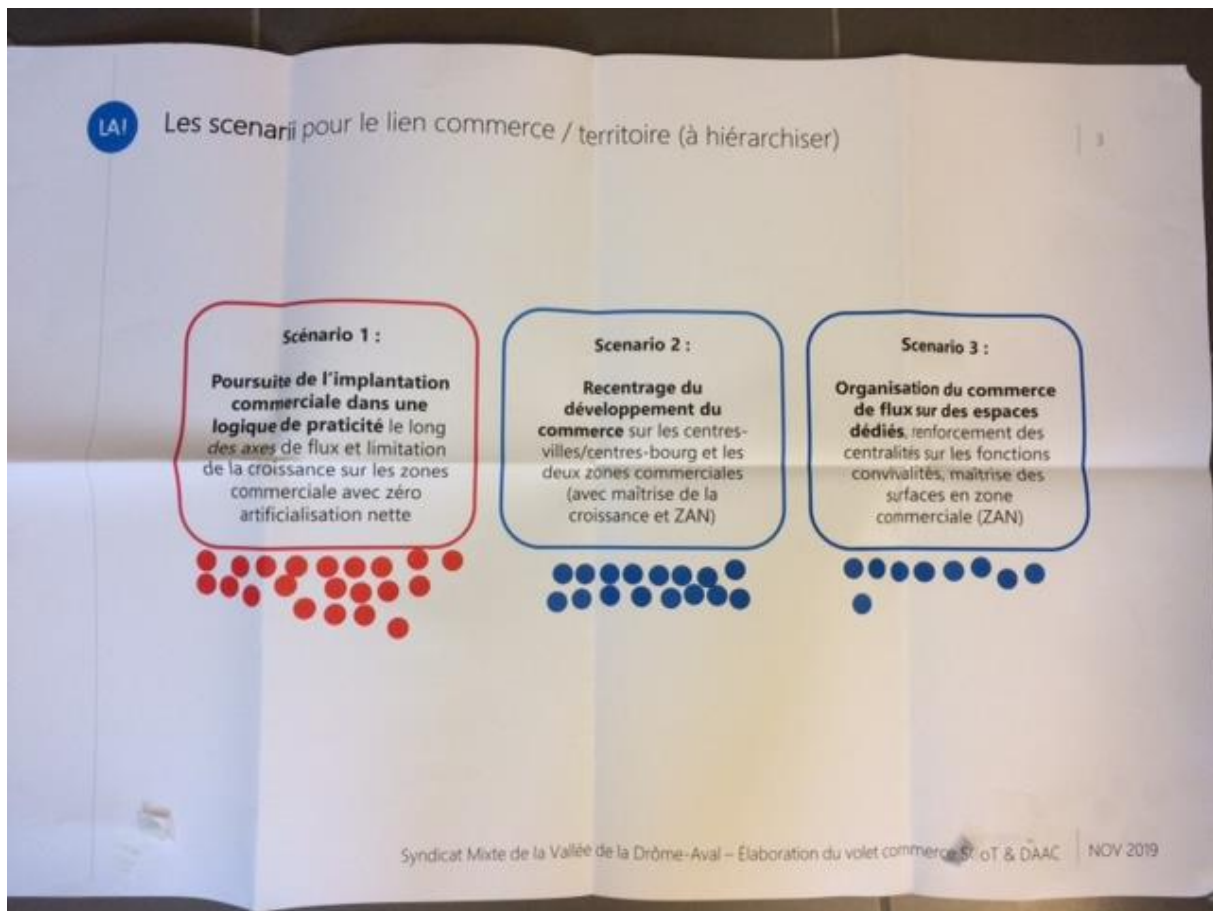 LA!
Les scenarii pour le lien commerce / territoire (à hiérarchiser)
3
Scénario 1 :
Poursuite de l'implantation
commerciale dans une
logique de praticité le long
des axes de flux et limitation
de la croissance sur les zones
commerciale avec zéro
artificialisation nette
Scenario 2 :
Recentrage du
développement du
commerce sur les centres-
villes/centres-bourg et les
deux zones commerciales
(avec maîtrise de la
croissance et ZAN)
Scenario 3 :
Organisation du commerce
de flux sur des espaces
dédiés, renforcement des
centralités sur les fonctions
convivalités, maîtrise des
surfaces en zone
commerciale (ZAN)
Syndicat Mixte de la Vallée de la Drôme-Aval – Élaboration du volet commerce oT & DAAC
NOV 2019